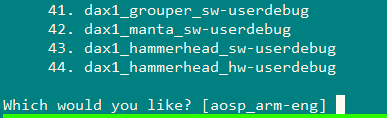 41. dax1_grouper_sw-userdebug
42. dax1_manta_sw-userdebug
43. dax1_hammerhead_sw-userdebug
44. dax1_hammerhead_hw-userdebug
Which would you like? [aosp_arm-eng]